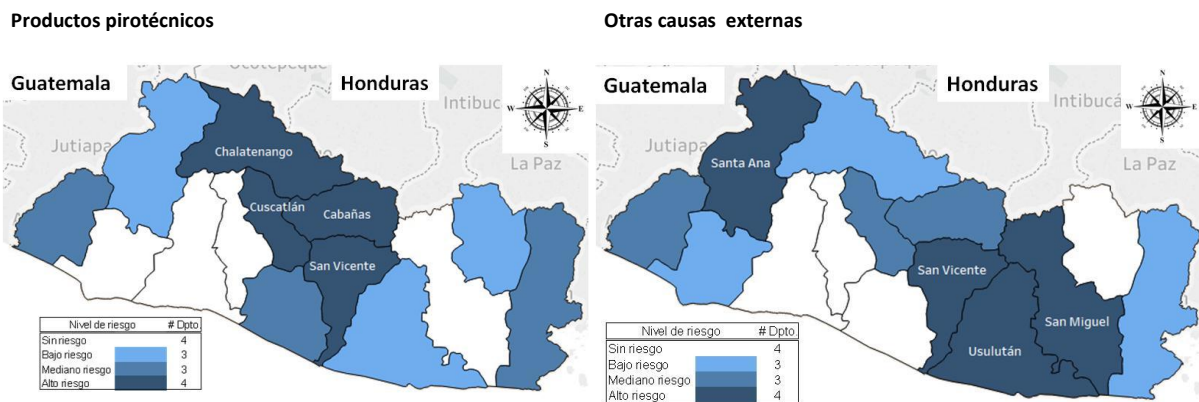 Productos pirotécnicos
Guatemala
Honduras
Intibuc
Jutiapa
La Paz
N
W
E
S
Chalatenango
Cuscatlán
Cabañas
San Vicente
Nivel de riesgo # Dpto.
Sin riesgo 4
Bajo riesgo 3
Mediano riesgo 3
Alto riesgo 4
Otras causas externas
Guatemala
Honduras
Intibucá
Jutiapa
La Paz
N
W
E
S
Santa Ana
San Vicente
San Miguel
Usulután
Nivel de riesgo # Dpto.
Sin riesgo 4
Bajo riesgo 3
Mediano riesgo 3
Alto riesgo 4